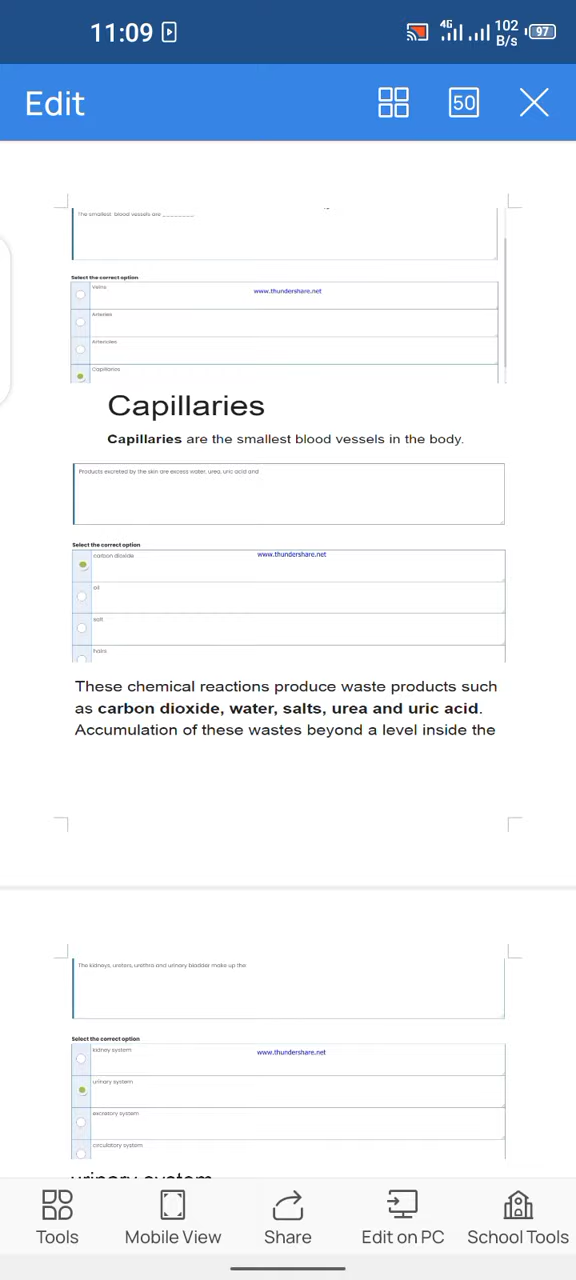 11:09 4G 102 B/s 97
Edit 50
The smallest blood vessels are ________
Select the correct option
Veins
www.thundershare.net
Arteries
Arterioles
Capillaries
Capillaries
Capillaries are the smallest blood vessels in the body.
Products excreted by the skin are excess water, urea, uric acid and
Select the correct option
carbon dioxide
www.thundershare.net
oil
salt
hairs
These chemical reactions produce waste products such
as carbon dioxide, water, salts, urea and uric acid.
Accumulation of these wastes beyond a level inside the
The kidneys, ureters, urethra and urinary bladder make up the
Select the correct option
kidney system
www.thundershare.net
urinary system
excretory system
circulatory system
urinary system
Tools Mobile View Share Edit on PC School Tools